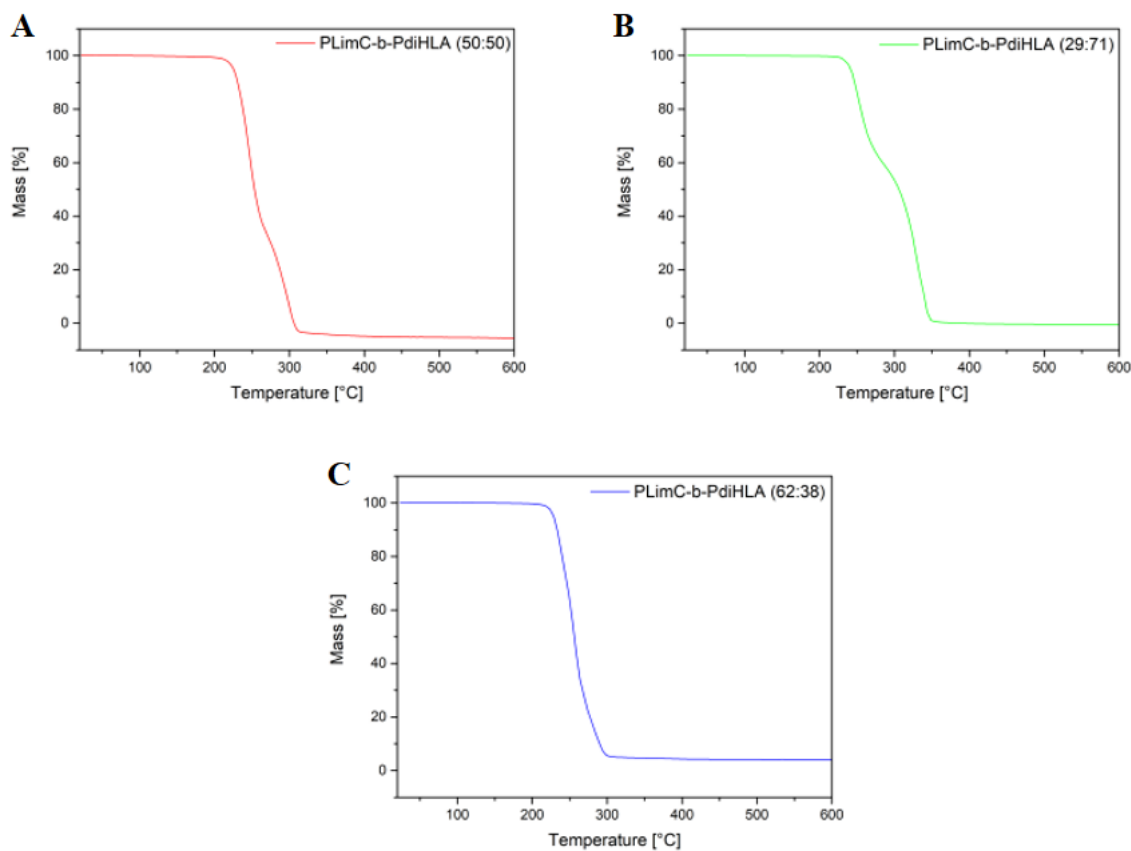 A
PLimC-b-PdiHLA (50:50)
Mass [%]
100
80
60
40
20
0
100 200 300 400 500 600
Temperature [°C]
B
PLimC-b-PdiHLA (29:71)
Mass [%]
100
80
60
40
20
0
100 200 300 400 500 600
Temperature [°C]
C
PLimC-b-PdiHLA (62:38)
Mass [%]
100
80
60
40
20
0
100 200 300 400 500 600
Temperature [°C]